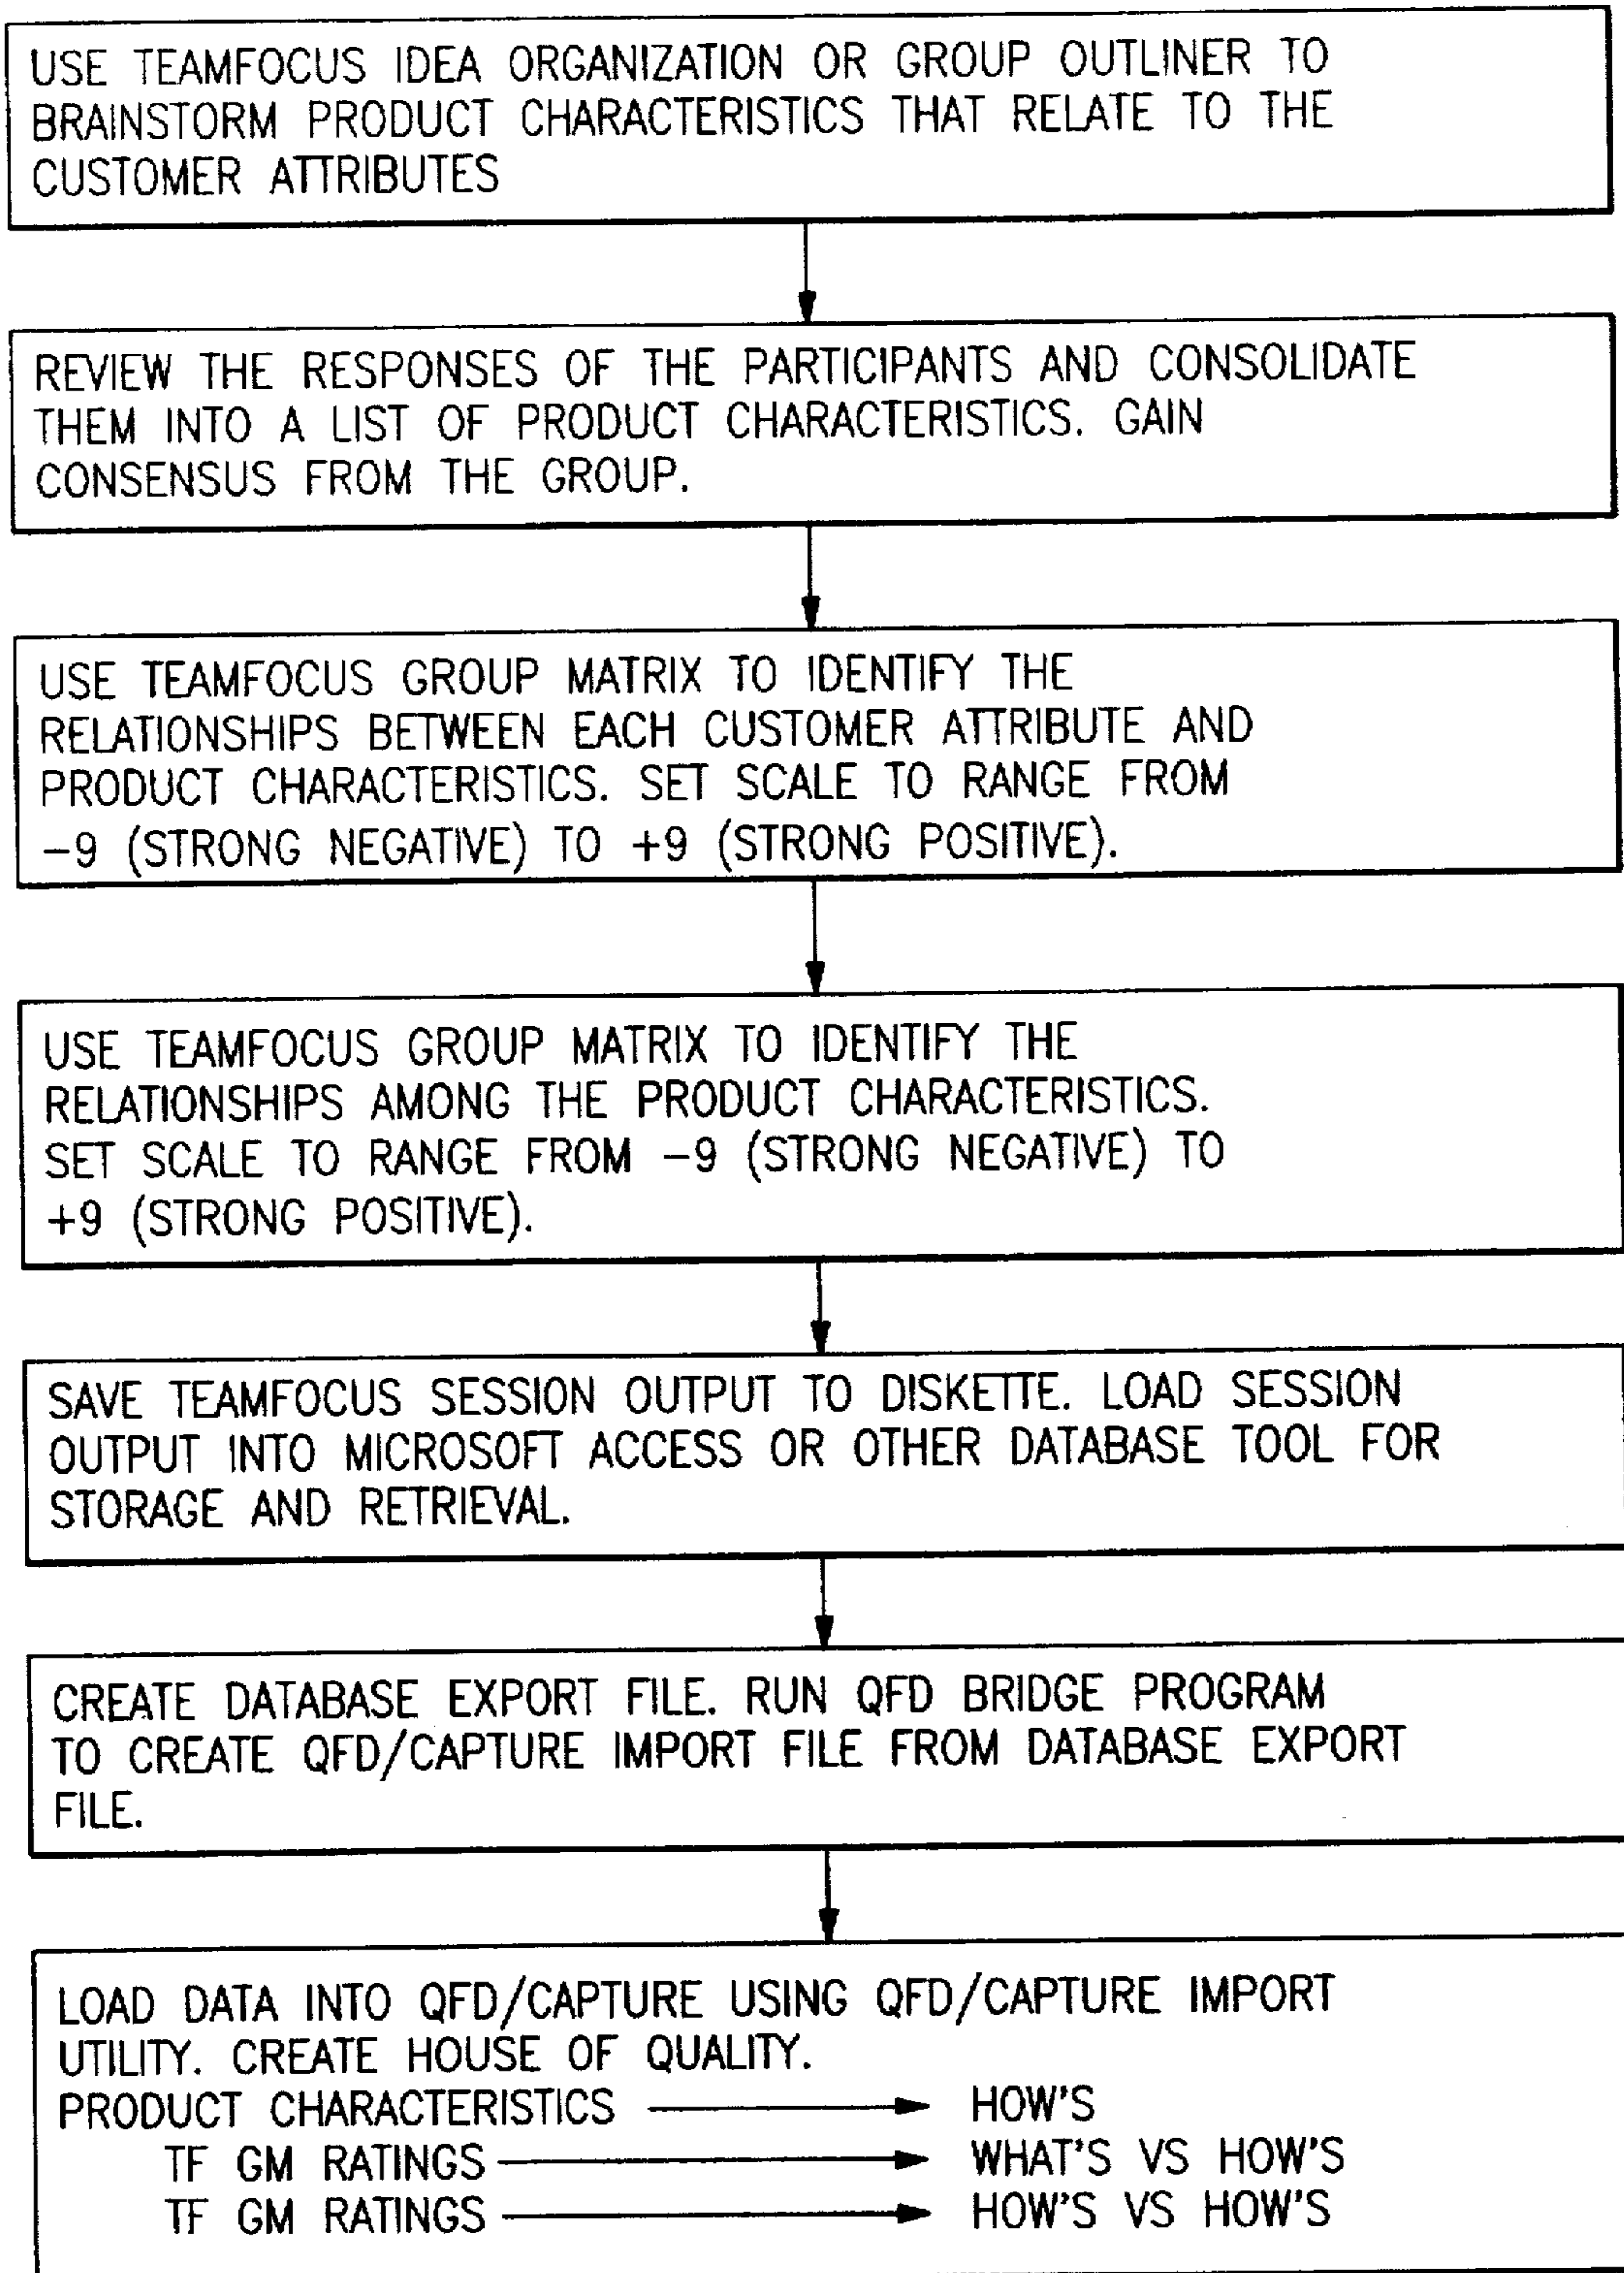 USE TEAMFOCUS IDEA ORGANIZATION OR GROUP OUTLINER TO
BRAINSTORM PRODUCT CHARACTERISTICS THAT RELATE TO THE
CUSTOMER ATTRIBUTES
REVIEW THE RESPONSES OF THE PARTICIPANTS AND CONSOLIDATE
THEM INTO A LIST OF PRODUCT CHARACTERISTICS. GAIN
CONSENSUS FROM THE GROUP.
USE TEAMFOCUS GROUP MATRIX TO IDENTIFY THE
RELATIONSHIPS BETWEEN EACH CUSTOMER ATTRIBUTE AND
PRODUCT CHARACTERISTICS. SET SCALE TO RANGE FROM
−9 (STRONG NEGATIVE) TO +9 (STRONG POSITIVE).
USE TEAMFOCUS GROUP MATRIX TO IDENTIFY THE
RELATIONSHIPS AMONG THE PRODUCT CHARACTERISTICS.
SET SCALE TO RANGE FROM −9 (STRONG NEGATIVE) TO
+9 (STRONG POSITIVE).
SAVE TEAMFOCUS SESSION OUTPUT TO DISKETTE. LOAD SESSION
OUTPUT INTO MICROSOFT ACCESS OR OTHER DATABASE TOOL FOR
STORAGE AND RETRIEVAL.
CREATE DATABASE EXPORT FILE. RUN QFD BRIDGE PROGRAM
TO CREATE QFD/CAPTURE IMPORT FILE FROM DATABASE EXPORT
FILE.
LOAD DATA INTO QFD/CAPTURE USING QFD/CAPTURE IMPORT
UTILITY. CREATE HOUSE OF QUALITY.
PRODUCT CHARACTERISTICS HOW'S
TF GM RATINGS WHAT'S VS HOW'S
TF GM RATINGS HOW'S VS HOW'S